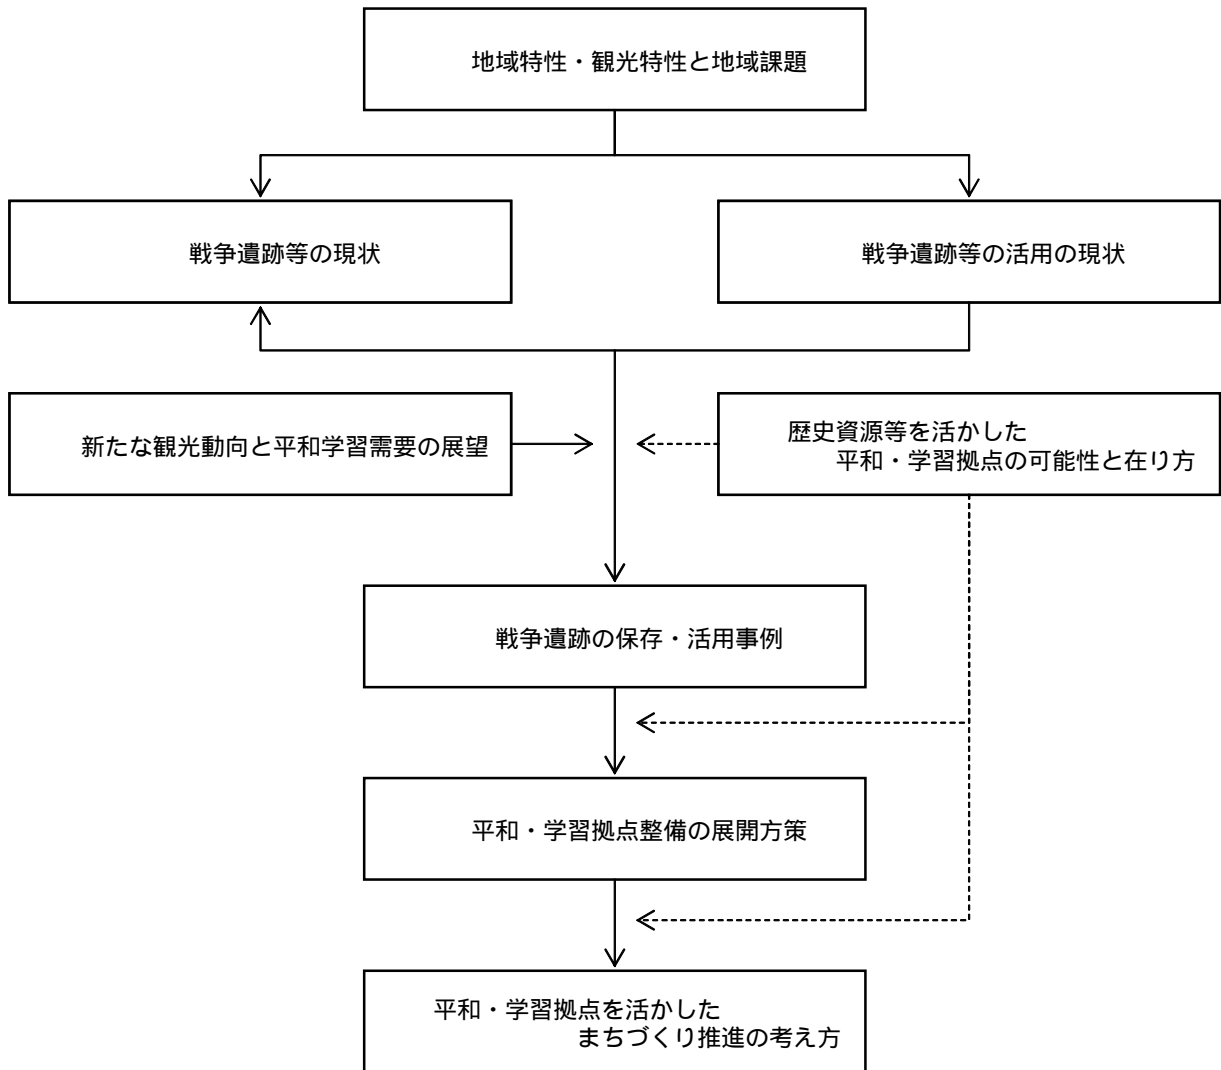 地域特性・観光特性と地域課題
戦争遺跡等の現状
戦争遺跡等の活用の現状
新たな観光動向と平和学習需要の展望
歴史資源等を活かした
平和・学習拠点の可能性と在り方
戦争遺跡の保存・活用事例
平和・学習拠点整備の展開方策
平和・学習拠点を活かした
まちづくり推進の考え方